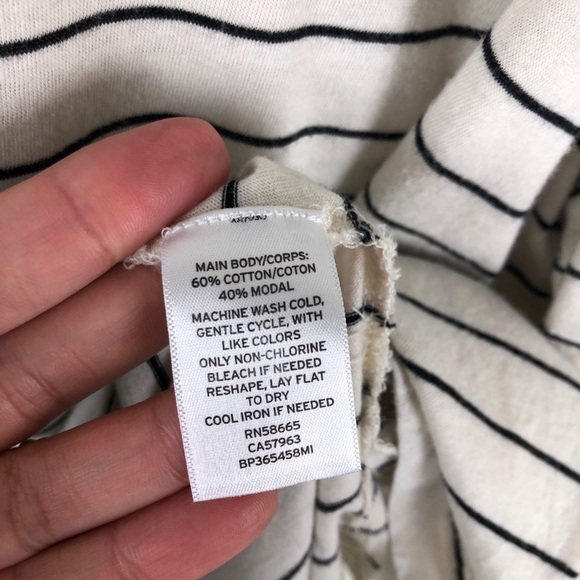 MAIN BODY/CORPS:
60% COTTON/COTON
40% MODAL
MACHINE WASH COLD,
GENTLE CYCLE, WITH
LIKE COLORS
ONLY NON-CHLORINE
BLEACH IF NEEDED
RESHAPE, LAY FLAT
TO DRY
COOL IRON IF NEEDED
RN58665
CA57963
BP365458MI